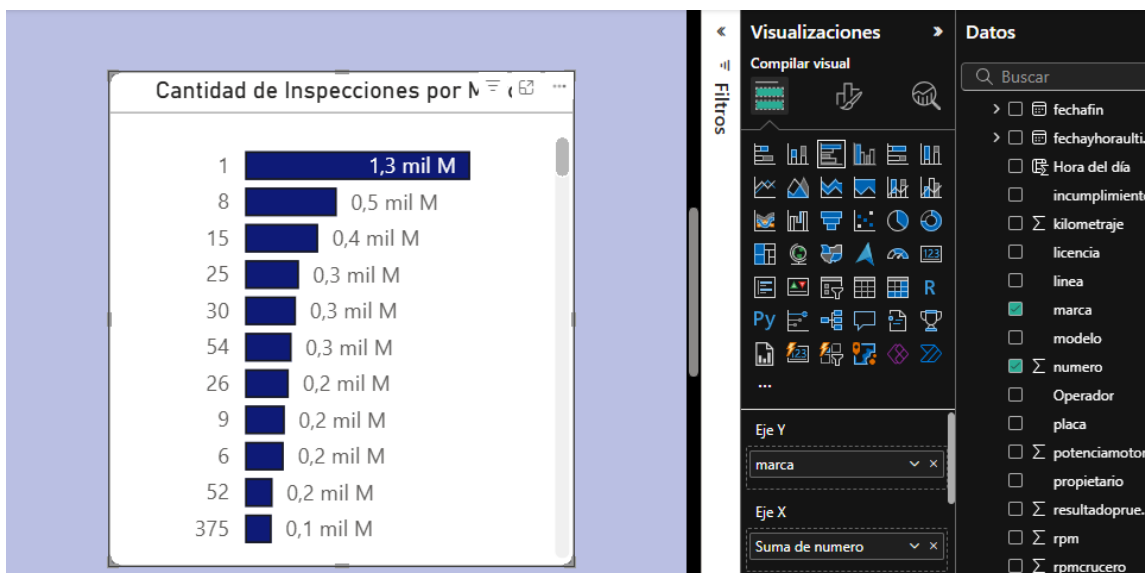 Cantidad de Inspecciones por M
1
1,3 mil M
8
0,5 mil M
15
0,4 mil M
25
0,3 mil M
30
0,3 mil M
54
0,3 mil M
26
0,2 mil M
9
0,2 mil M
6
0,2 mil M
52
0,2 mil M
375
0,1 mil M
Filtros
Visualizaciones
Compilar visual
123
R
Py
123
Eje Y
marca
Eje X
Suma de numero
Datos
Buscar
fechafin
fechayhoraulti...
Hora del día
incumplimiento
kilometraje
licencia
linea
marca
modelo
numero
Operador
placa
potenciamotor
propietario
resultadoprue...
rpm
rpmcrucero